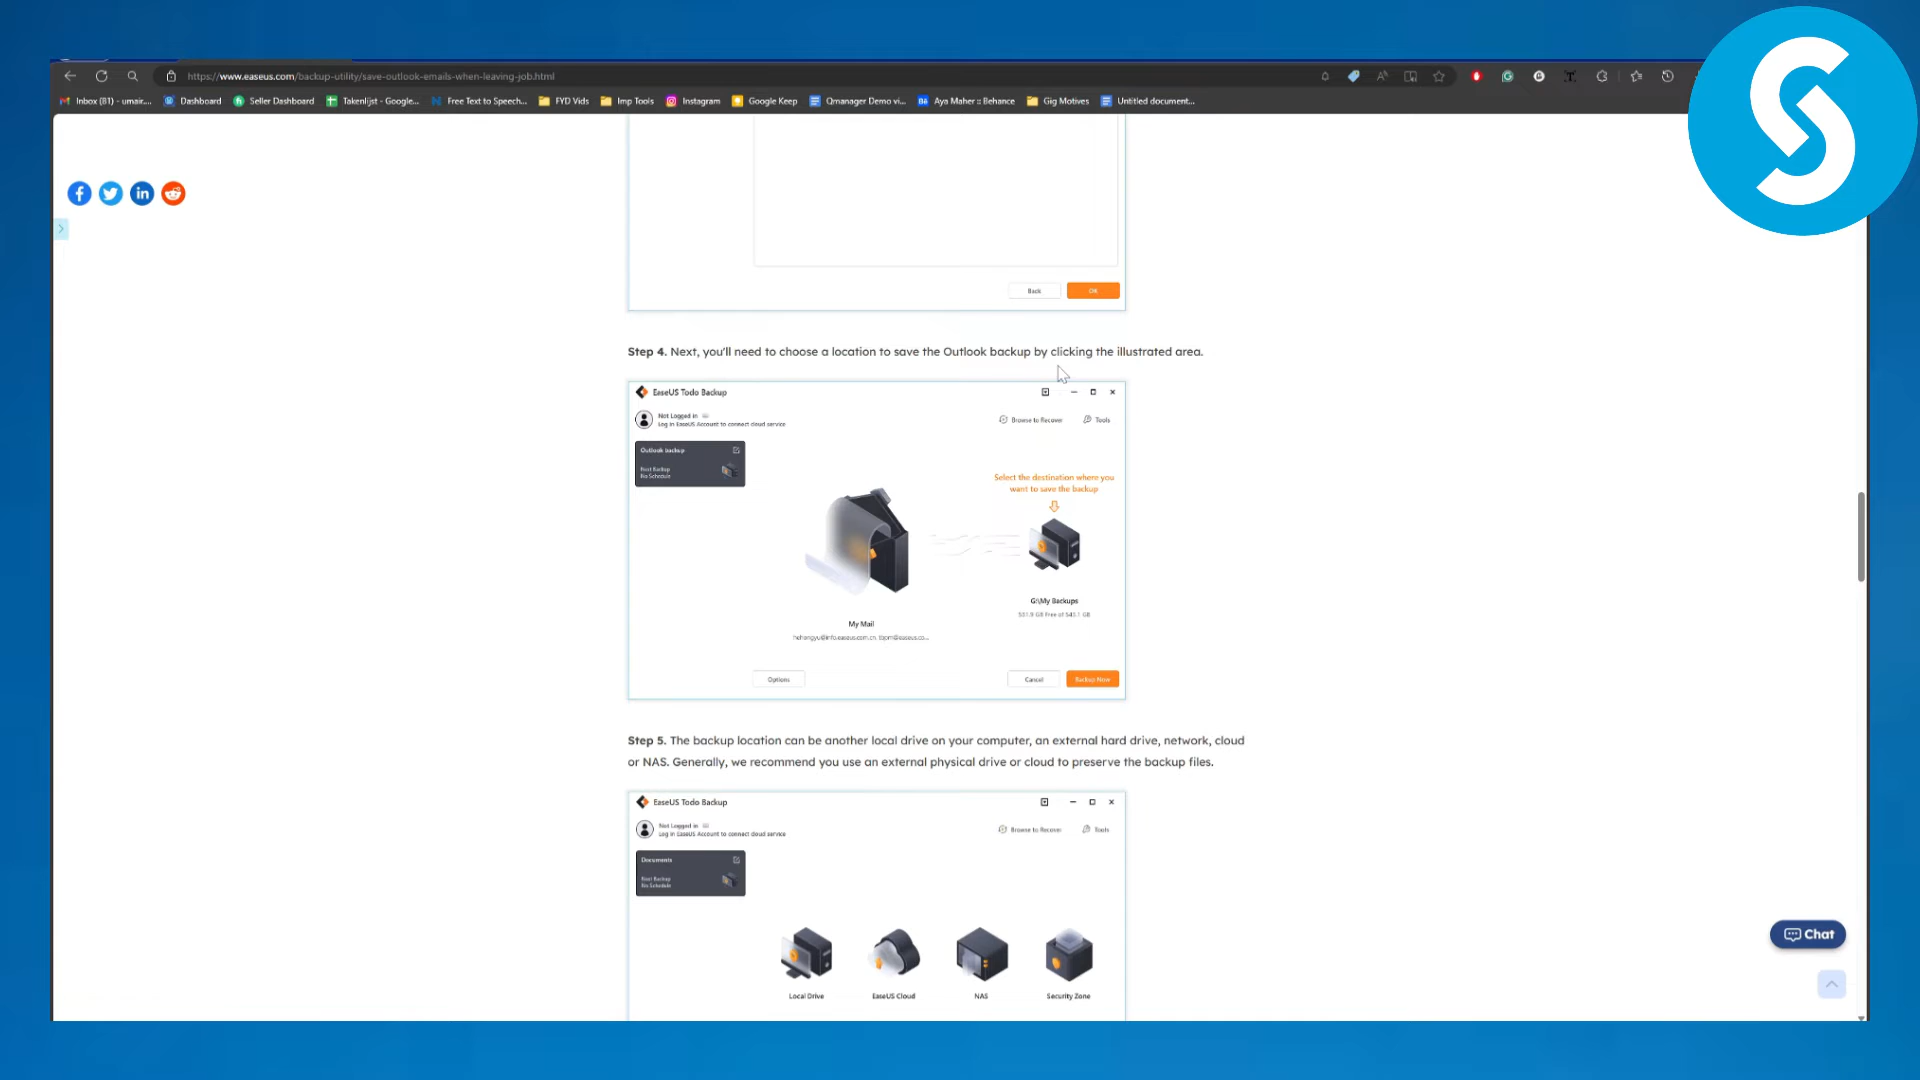 https://www.easeus.com/backup-utility/save-outlook-emails-when-leaving-job.html
Inbox (81) - umair,... Dashboard Seller Dashboard Takenlijst - Google... Free Text to Speech... FYD Vids Imp Tools Instagram Google Keep Qmanager Demo vi... Aya Maher :: Behance Gig Motives Untitled document...
Back OK
Step 4. Next, you'll need to choose a location to save the Outlook backup by clicking the illustrated area.
EaseUS Todo Backup
Not Logged in
Log in EaseUS Account to connect cloud service
Browse to Recover Tools
Outlook backup
Next Backup
No Schedule
Select the destination where you
want to save the backup
G:\My Backups
My Mail
Options Cancel Backup Now
Step 5. The backup location can be another local drive on your computer, an external hard drive, network, cloud
or NAS. Generally, we recommend you use an external physical drive or cloud to preserve the backup files.
EaseUS Todo Backup
Not Logged in
Log in EaseUS Account to connect cloud service
Browse to Recover Tools
Documents
Next Backup
No Schedule
Local Drive EaseUS Cloud NAS Security Zone
Chat